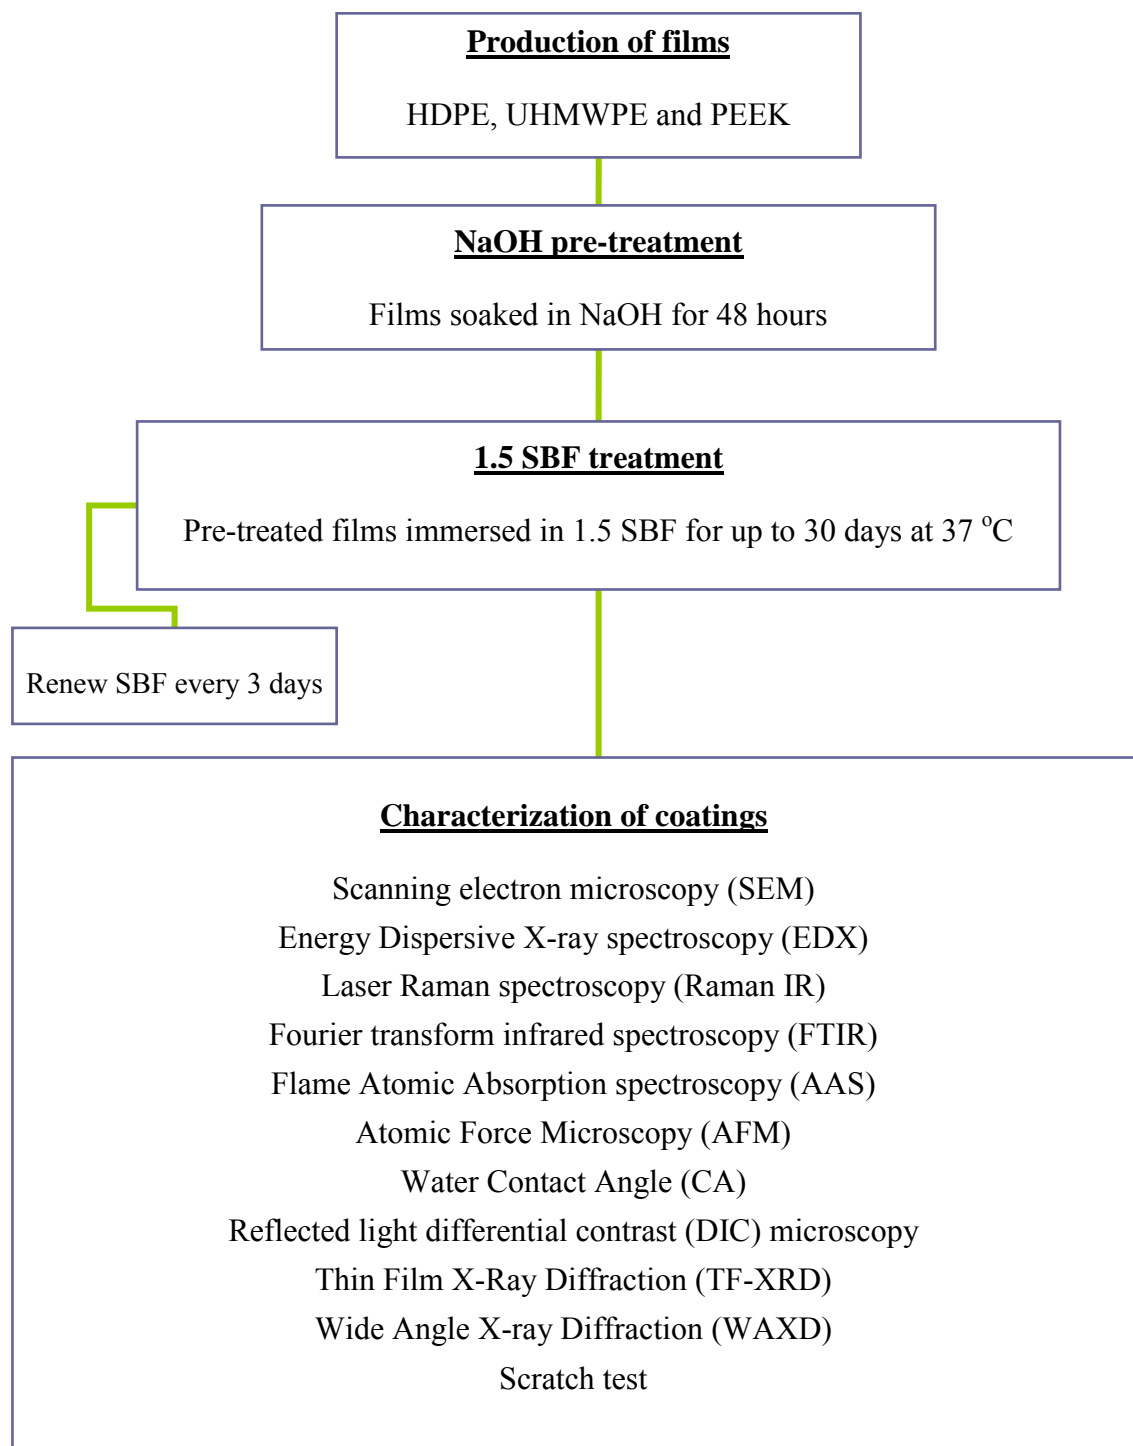 Production of films
HDPE, UHMWPE and PEEK
NaOH pre-treatment
Films soaked in NaOH for 48 hours
1.5 SBF treatment
Pre-treated films immersed in 1.5 SBF for up to 30 days at 37 °C
Renew SBF every 3 days
Characterization of coatings
Scanning electron microscopy (SEM)
Energy Dispersive X-ray spectroscopy (EDX)
Laser Raman spectroscopy (Raman IR)
Fourier transform infrared spectroscopy (FTIR)
Flame Atomic Absorption spectroscopy (AAS)
Atomic Force Microscopy (AFM)
Water Contact Angle (CA)
Reflected light differential contrast (DIC) microscopy
Thin Film X-Ray Diffraction (TF-XRD)
Wide Angle X-ray Diffraction (WAXD)
Scratch test